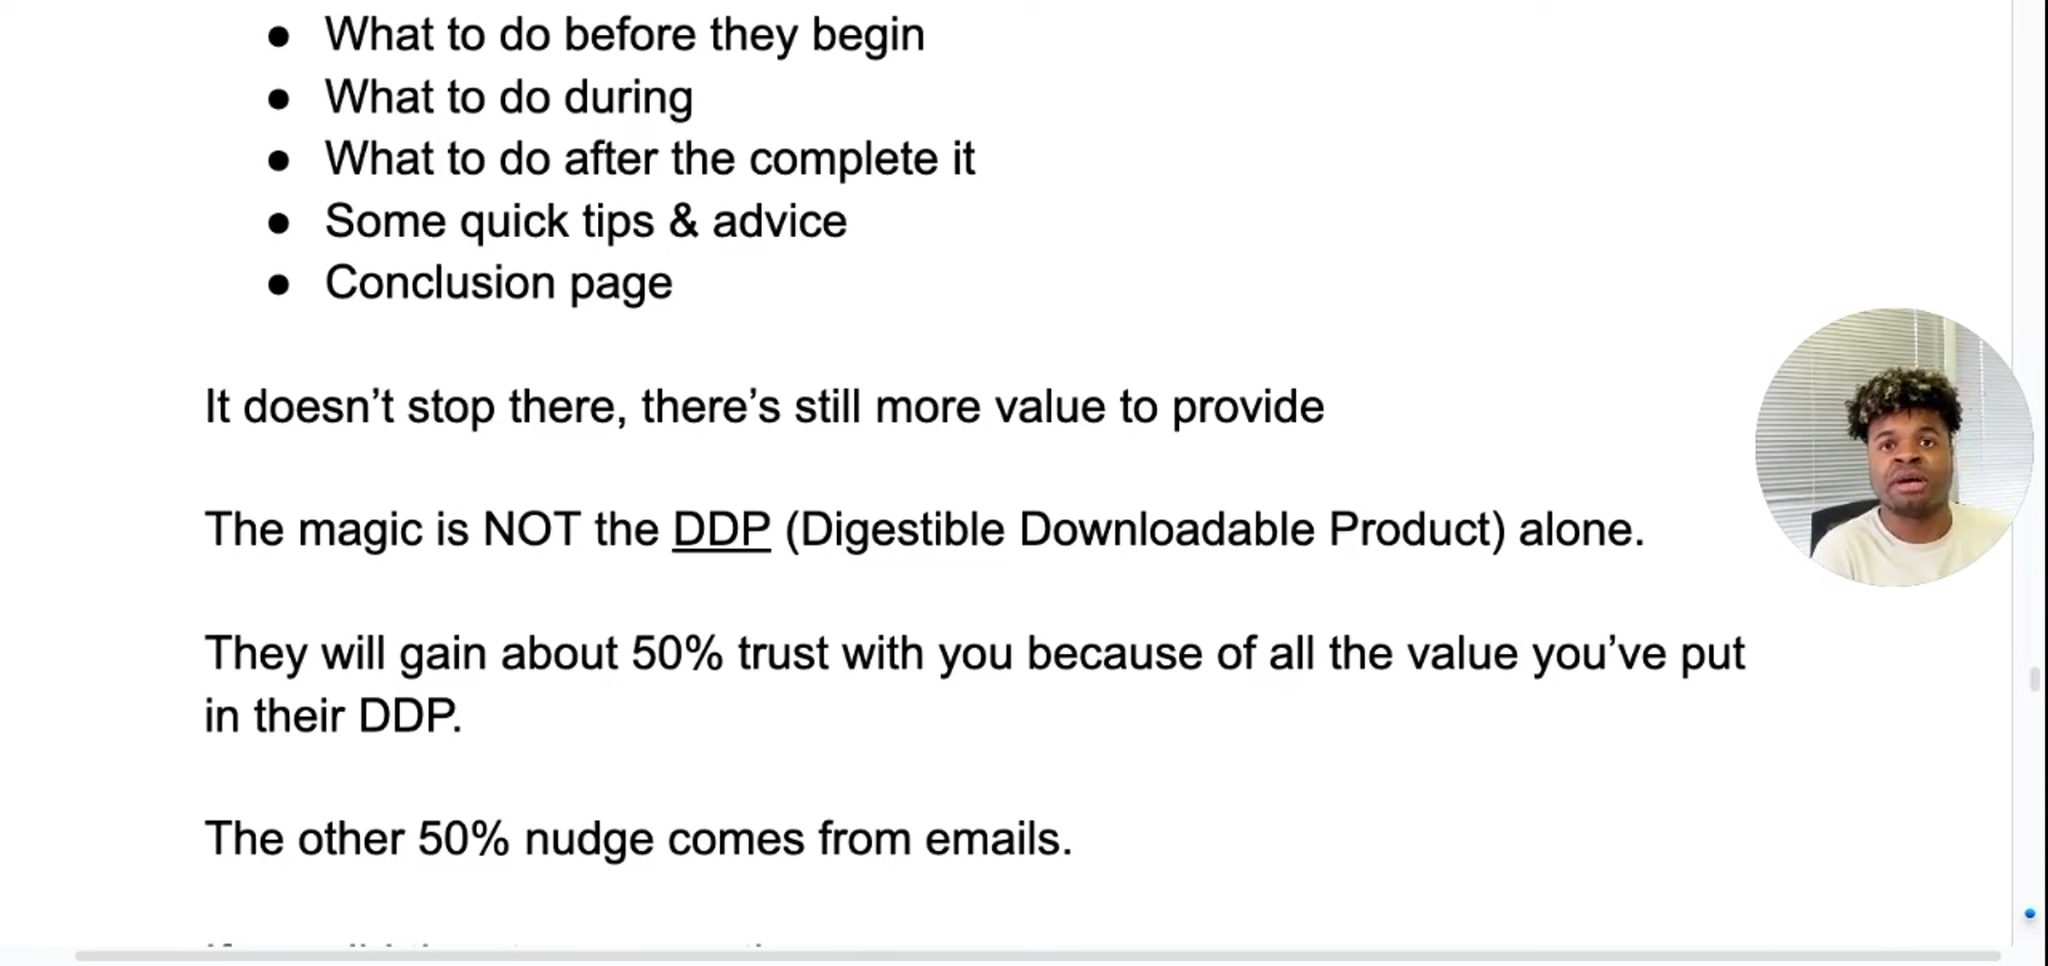 ● What to do before they begin
● What to do during
● What to do after the complete it
● Some quick tips & advice
● Conclusion page
It doesn’t stop there, there’s still more value to provide
The magic is NOT the DDP (Digestible Downloadable Product) alone.
They will gain about 50% trust with you because of all the value you’ve put
in their DDP.
The other 50% nudge comes from emails.